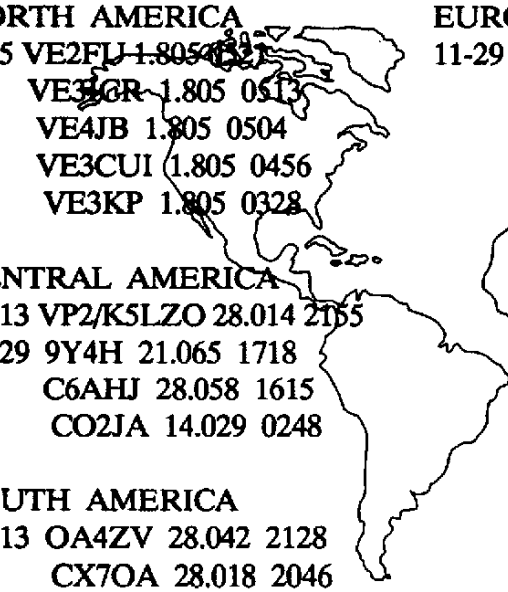 ORTH AMERICA
5 VE2FU 1.805
VE3IGR 1.805 0513
VE4JB 1.805 0504
VE3CUI 1.805 0456
VE3KP 1.805 0328
NTRAL AMERICA
13 VP2/K5LZO 28.014 2155
29 9Y4H 21.065 1718
C6AHJ 28.058 1615
CO2JA 14.029 0248
UTH AMERICA
13 OA4ZV 28.042 2128
CX7OA 28.018 2046
EURO
11-29